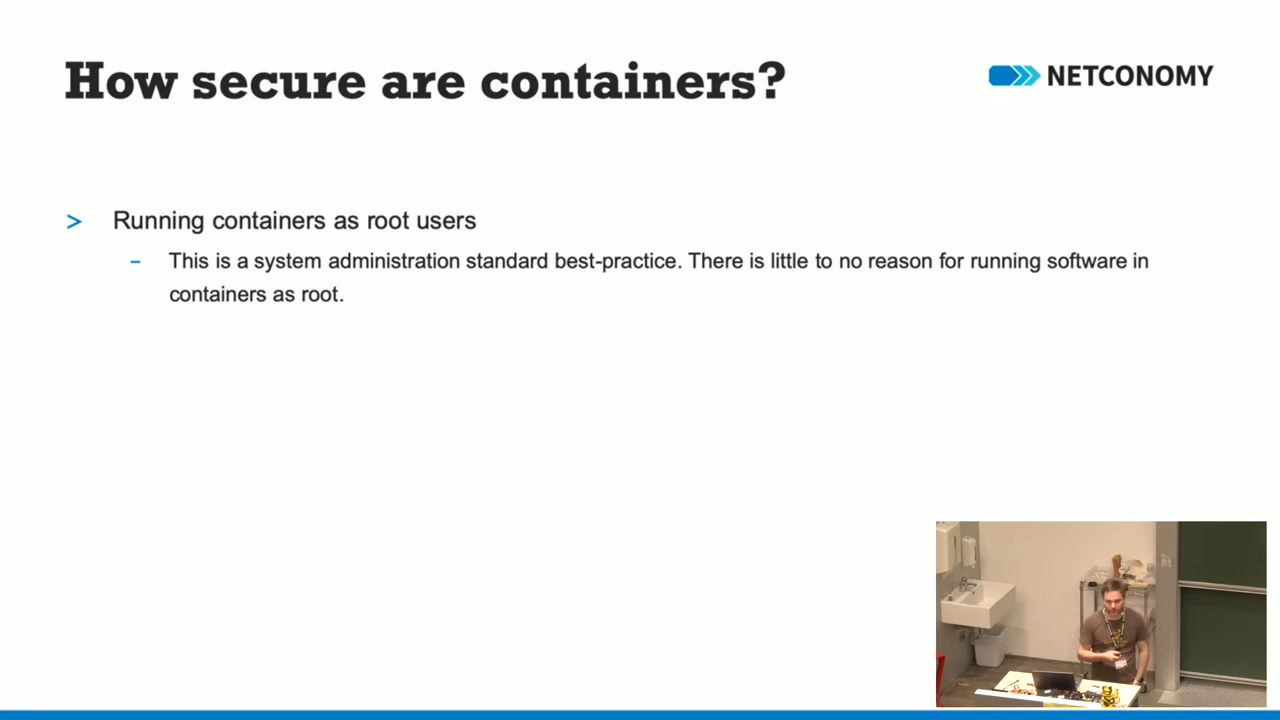 How secure are containers?
NETCONOMY
> Running containers as root users
– This is a system administration standard best-practice. There is little to no reason for running software in
containers as root.